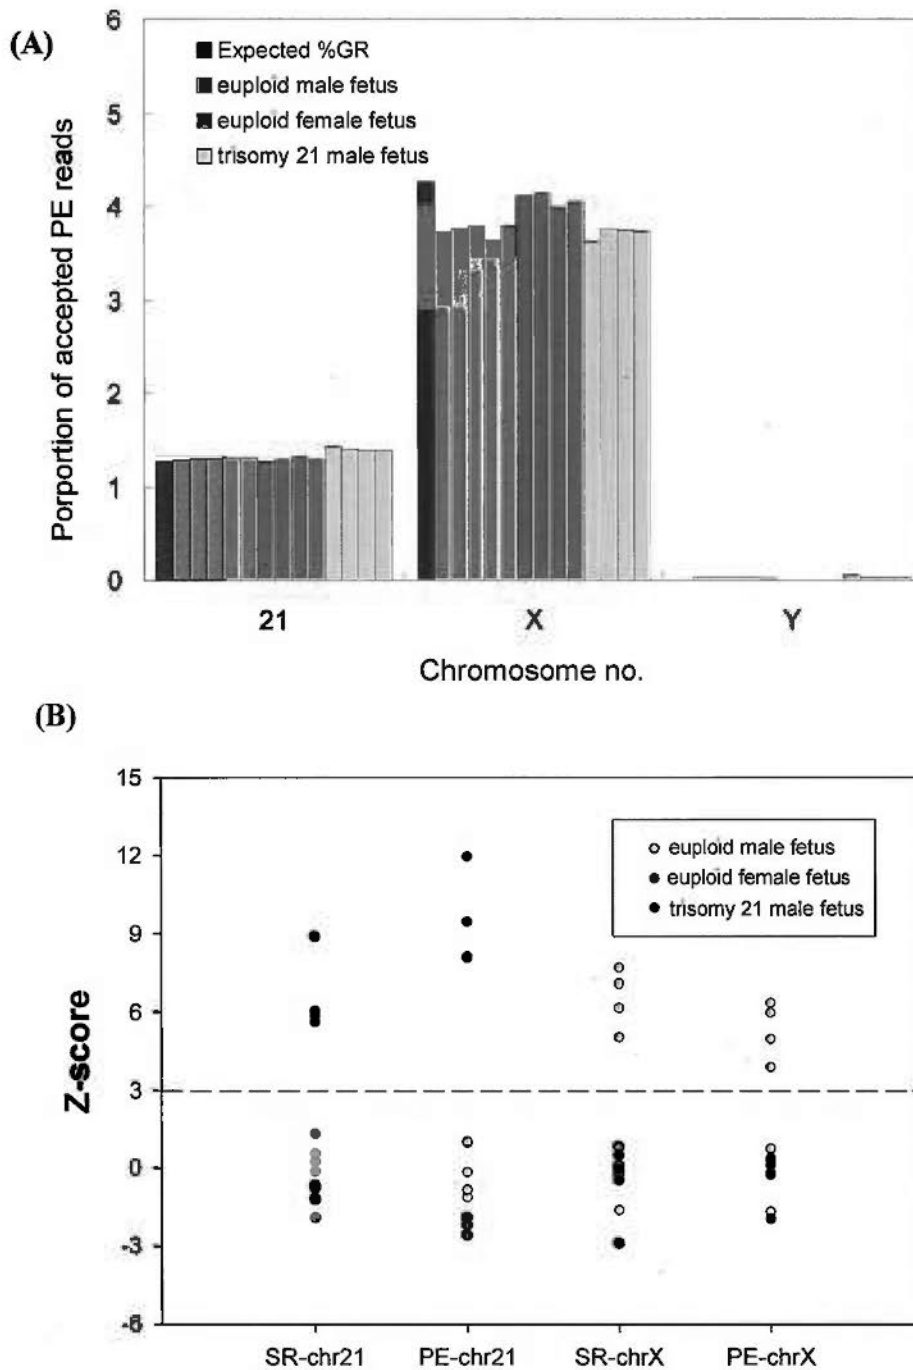 (A)
6
5
4
3
2
1
0
Porportion of accepted PE reads
Expected %GR
euploid male fetus
euploid female fetus
trisomy 21 male fetus
21
X
Y
Chromosome no.
(B)
15
12
9
6
3
0
-3
Z-score
euploid male fetus
euploid female fetus
trisomy 21 male fetus
SR-chr21
PE-chr21
SR-chrX
PE-chrX